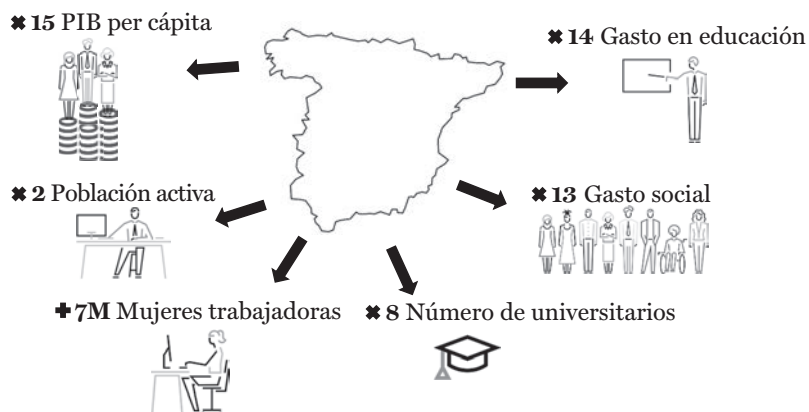 ✖ 15 PIB per cápita
✖ 14 Gasto en educación
✖ 2 Población activa
✖ 13 Gasto social
✚ 7M Mujeres trabajadoras
✖ 8 Número de universitarios